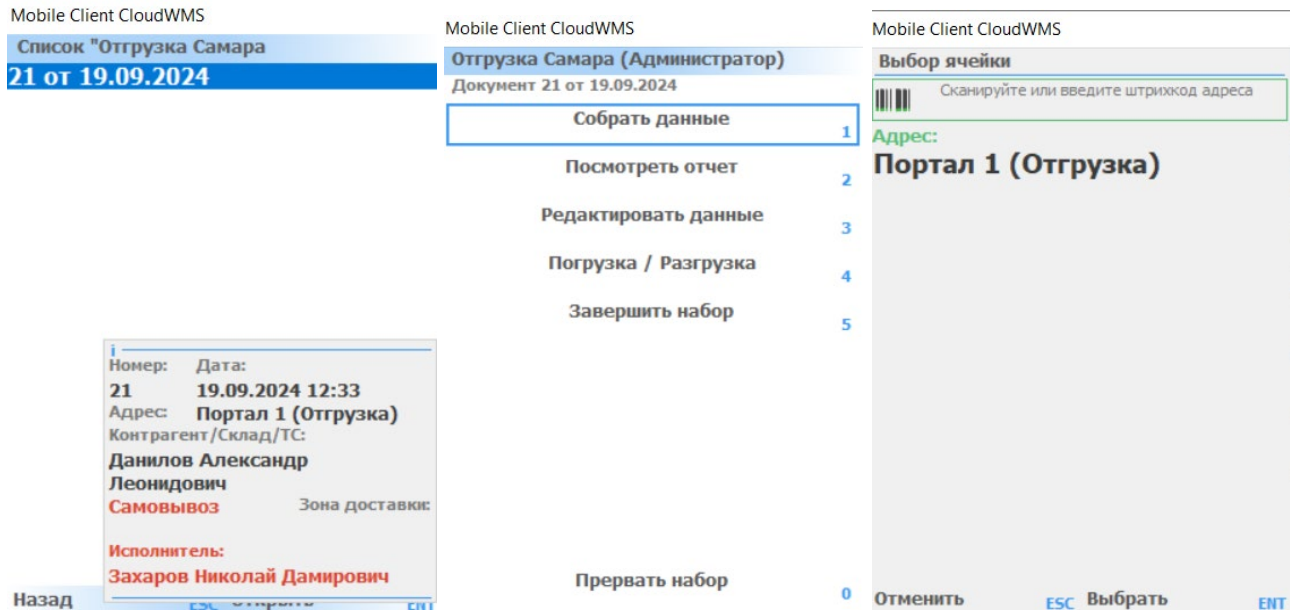 Mobile Client CloudWMS
Список "Отгрузка Самара
21 от 19.09.2024
i
Номер: Дата:
21 19.09.2024 12:33
Адрес: Портал 1 (Отгрузка)
Контрагент/Склад/ТС:
Данилов Александр
Леонидович
Самовывоз Зона доставки:
Исполнитель:
Захаров Николай Дамирович
Назад ESC Открыть ENT
Mobile Client CloudWMS
Отгрузка Самара (Администратор)
Документ 21 от 19.09.2024
Собрать данные 1
Посмотреть отчет 2
Редактировать данные 3
Погрузка / Разгрузка 4
Завершить набор 5
Прервать набор 0
Mobile Client CloudWMS
Выбор ячейки
Сканируйте или введите штрихкод адреса
Адрес:
Портал 1 (Отгрузка)
Отменить ESC Выбрать ENT